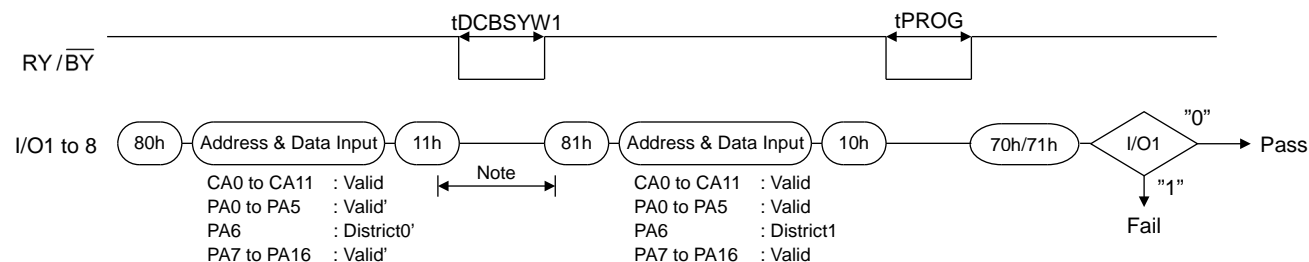 tDCBSYW1
tPROG
RY/BY
I/O1 to 8
80h
Address & Data Input
11h
81h
Address & Data Input
10h
70h/71h
I/O1
”0”
Pass
Note
”1”
Fail
CA0 to CA11 : Valid
PA0 to PA5 : Valid’
PA6 : District0’
PA7 to PA16 : Valid’
CA0 to CA11 : Valid
PA0 to PA5 : Valid
PA6 : District1
PA7 to PA16 : Valid